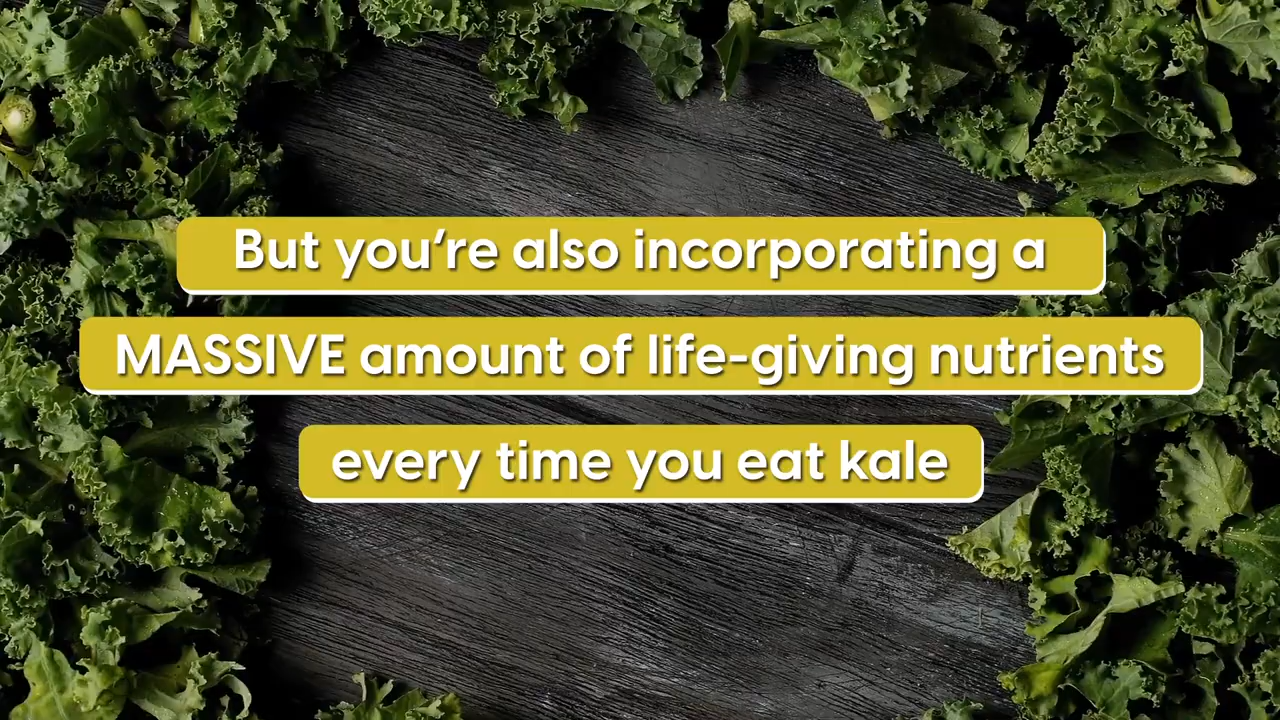 But you’re also incorporating a
MASSIVE amount of life-giving nutrients
every time you eat kale